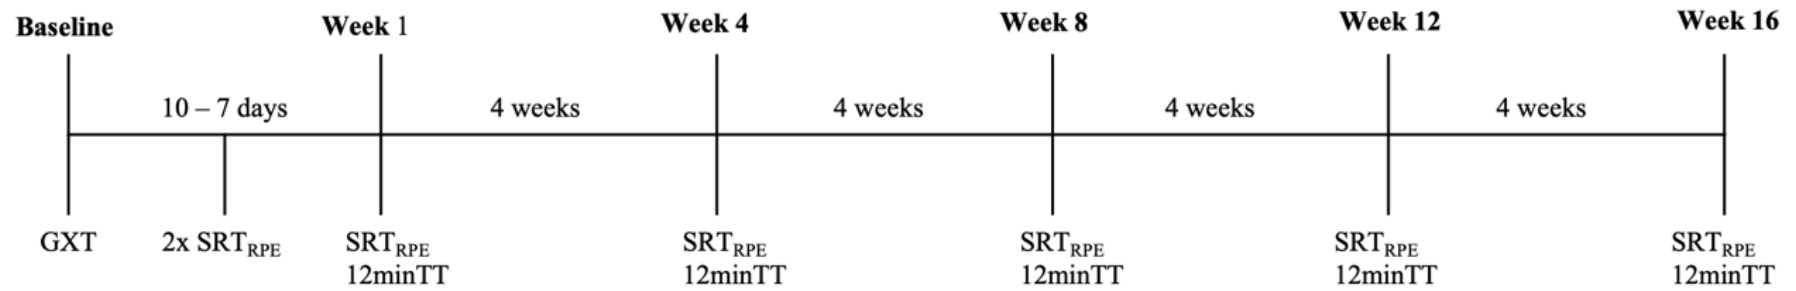 Baseline
Week 1
Week 4
Week 8
Week 12
Week 16
10 – 7 days
4 weeks
4 weeks
4 weeks
4 weeks
GXT
2x SRTRPE
SRTRPE
12minTT
SRTRPE
12minTT
SRTRPE
12minTT
SRTRPE
12minTT
SRTRPE
12minTT